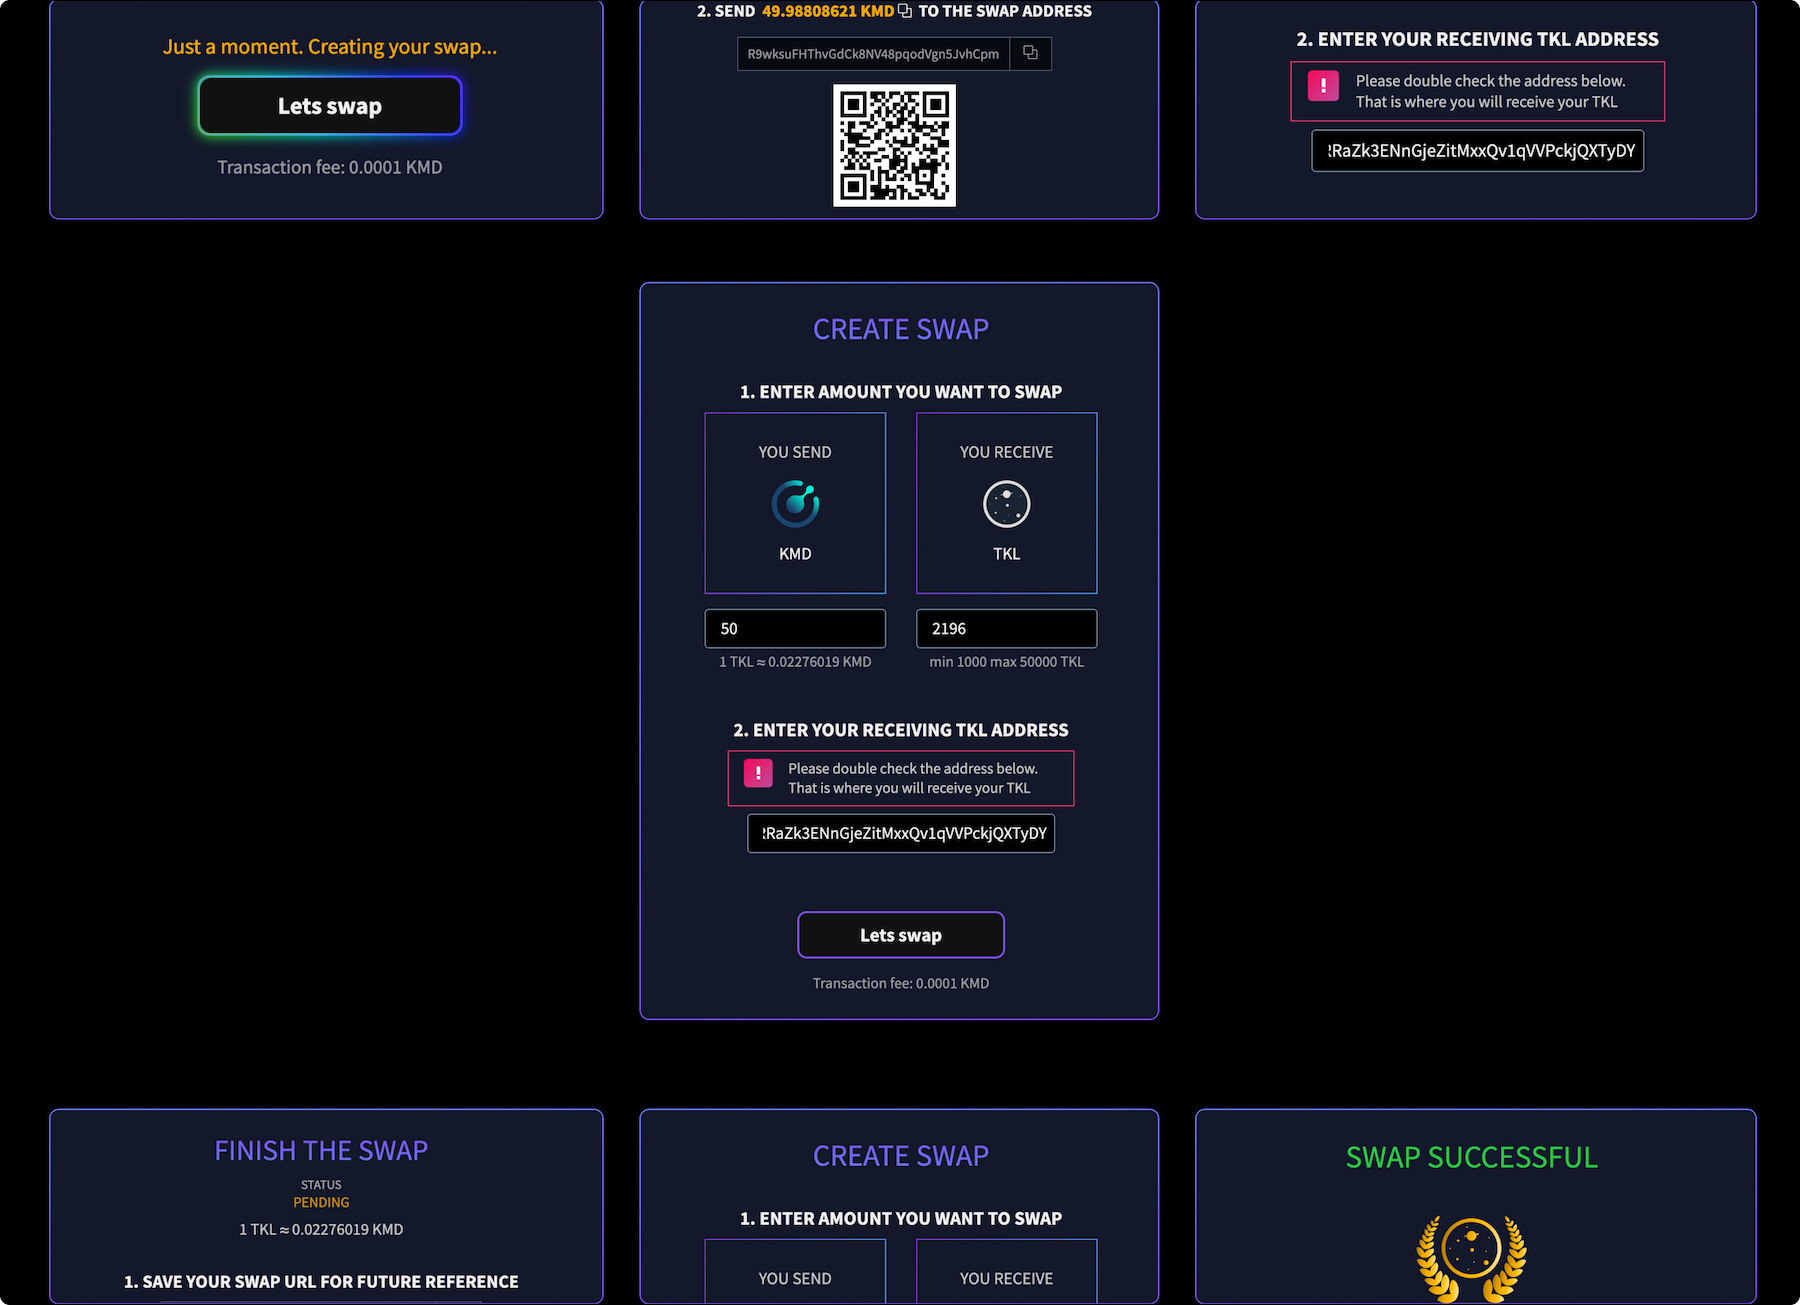 Just a moment. Creating your swap...
Lets swap
Transaction fee: 0.0001 KMD
2. SEND 49.98808621 KMD TO THE SWAP ADDRESS
R9wksuFHThvGdCk8NV48pqodVgn5JvhCpm
2. ENTER YOUR RECEIVING TKL ADDRESS
!
Please double check the address below.
That is where you will receive your TKL
RaZk3ENnGjeZitMxxQv1qVVPckjQXTyDY
CREATE SWAP
1. ENTER AMOUNT YOU WANT TO SWAP
YOU SEND
KMD
YOU RECEIVE
TKL
50
2196
1 TKL ≈ 0.02276019 KMD
min 1000 max 50000 TKL
2. ENTER YOUR RECEIVING TKL ADDRESS
!
Please double check the address below.
That is where you will receive your TKL
RaZk3ENnGjeZitMxxQv1qVVPckjQXTyDY
Lets swap
Transaction fee: 0.0001 KMD
FINISH THE SWAP
STATUS
PENDING
1 TKL ≈ 0.02276019 KMD
1. SAVE YOUR SWAP URL FOR FUTURE REFERENCE
CREATE SWAP
1. ENTER AMOUNT YOU WANT TO SWAP
YOU SEND
YOU RECEIVE
SWAP SUCCESSFUL